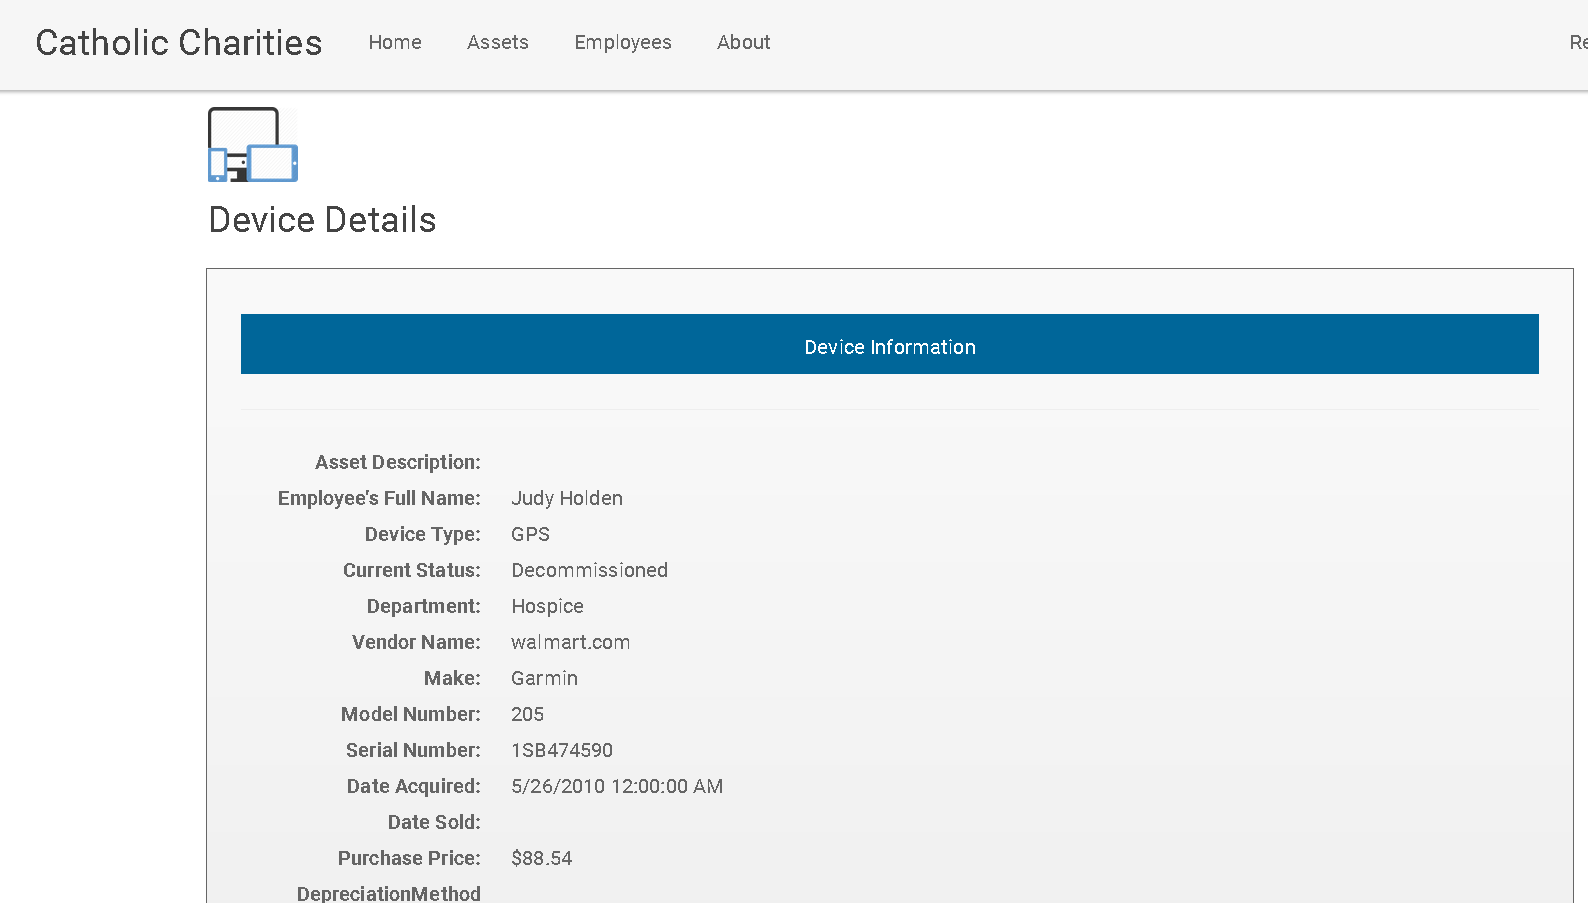 Catholic Charities Home Assets Employees About Re
Device Details
Device Information
Asset Description:
Employee's Full Name: Judy Holden
Device Type: GPS
Current Status: Decommissioned
Department: Hospice
Vendor Name: walmart.com
Make: Garmin
Model Number: 205
Serial Number: 1SB474590
Date Acquired: 5/26/2010 12:00:00 AM
Date Sold:
Purchase Price: $88.54
DepreciationMethod